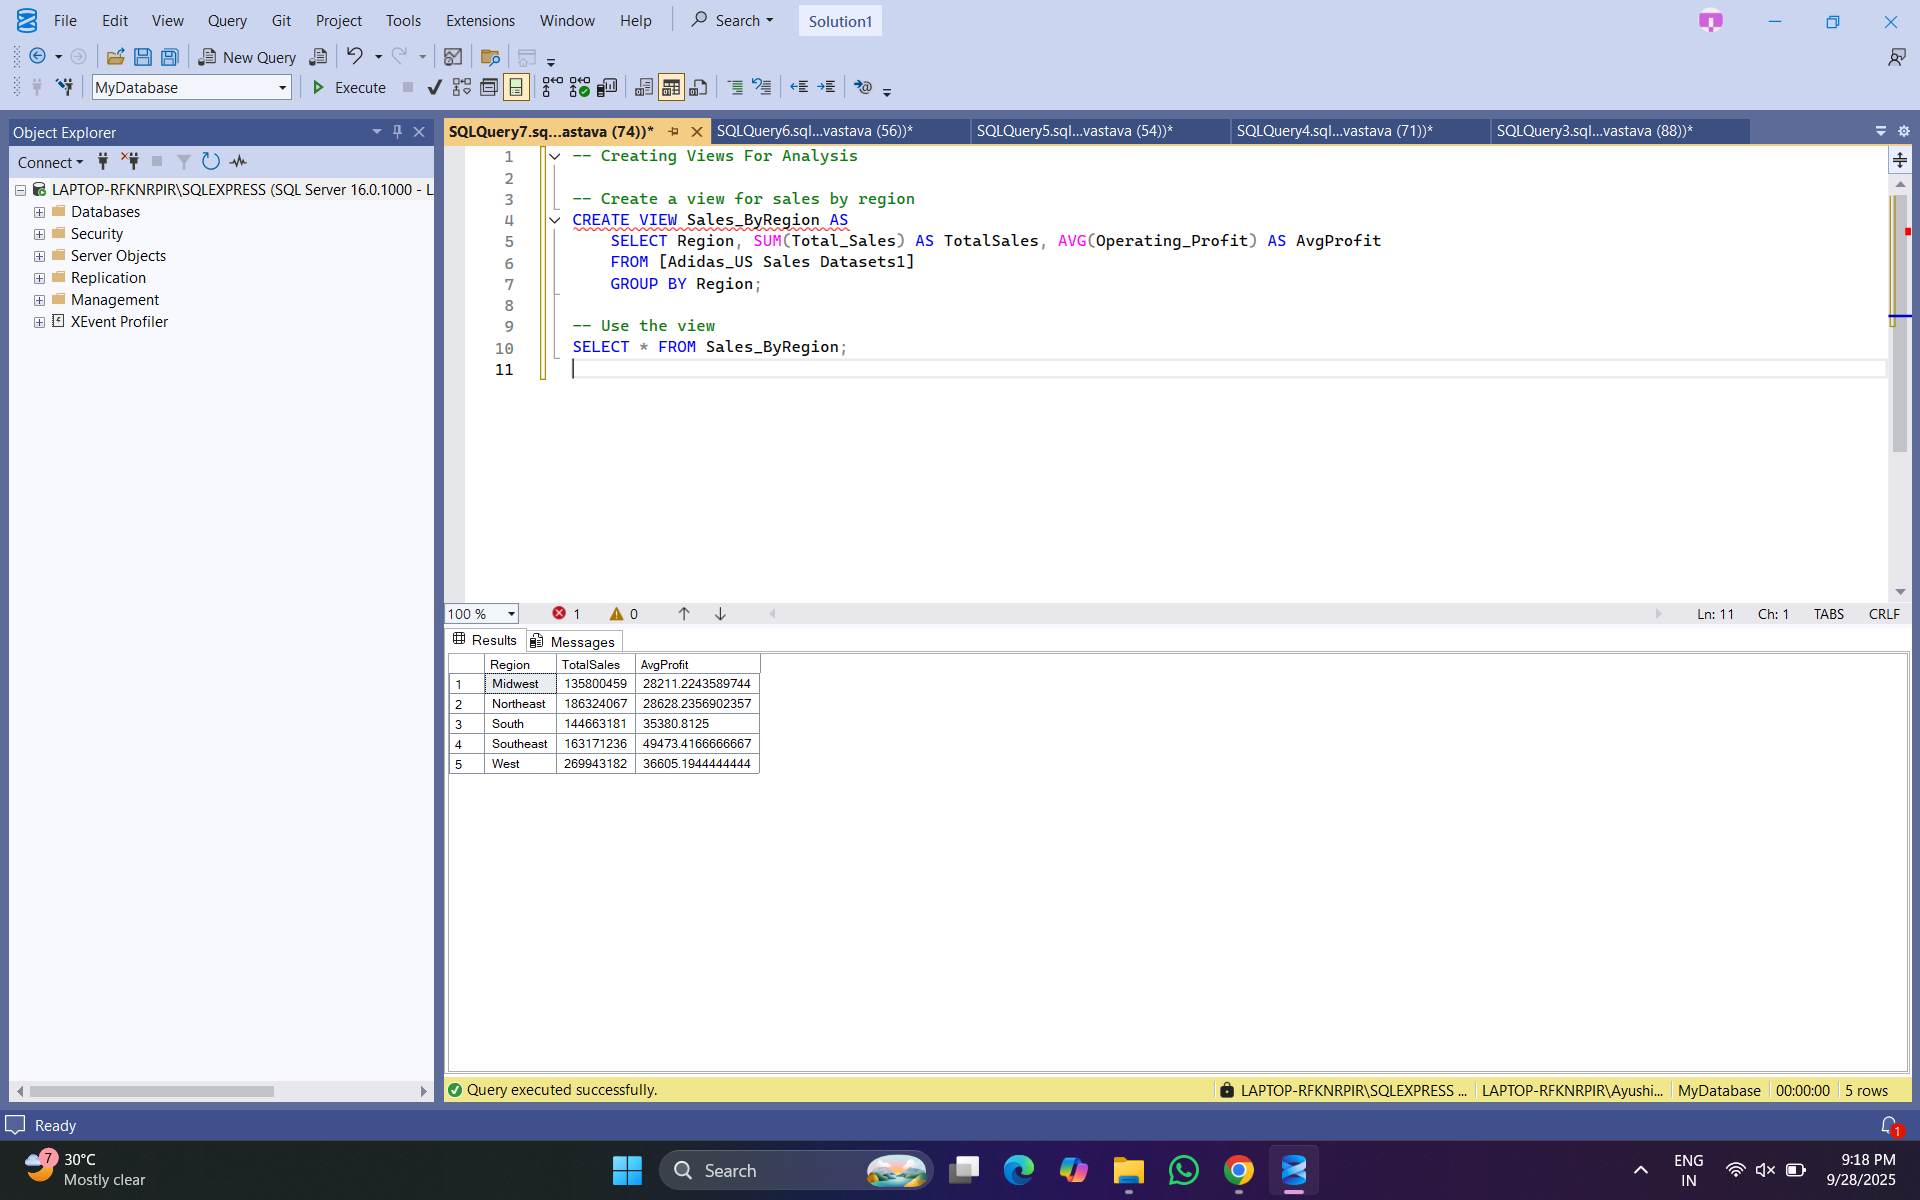 File Edit View Query Git Project Tools Extensions Window Help Search Solution1
New Query
MyDatabase Execute
Object Explorer
Connect
LAPTOP-RFKNRPIR\SQLEXPRESS (SQL Server 16.0.1000 - L
Databases
Security
Server Objects
Replication
Management
XEvent Profiler
SQLQuery7.sq...astava (74))* SQLQuery6.sql...vastava (56))* SQLQuery5.sql...vastava (54))* SQLQuery4.sql...vastava (71))* SQLQuery3.sql...vastava (88))*
1 -- Creating Views For Analysis
2
3 -- Create a view for sales by region
4 CREATE VIEW Sales_ByRegion AS
5 SELECT Region, SUM(Total_Sales) AS TotalSales, AVG(Operating_Profit) AS AvgProfit
6 FROM [Adidas_US Sales Datasets1]
7 GROUP BY Region;
8
9 -- Use the view
10 SELECT * FROM Sales_ByRegion;
11
100 % 1 0 Ln: 11 Ch: 1 TABS CRLF
Results Messages
Region TotalSales AvgProfit
1 Midwest 135800459 28211.2243589744
2 Northeast 186324067 28628.2356902357
3 South 144663181 35380.8125
4 Southeast 163171236 49473.4166666667
5 West 269943182 36605.1944444444
Query executed successfully. LAPTOP-RFKNRPIR\SQLEXPRESS ... LAPTOP-RFKNRPIR\Ayushi... MyDatabase 00:00:00 5 rows
Ready 1
7 30°C
Mostly clear
Search
ENG
IN
9:18 PM
9/28/2025